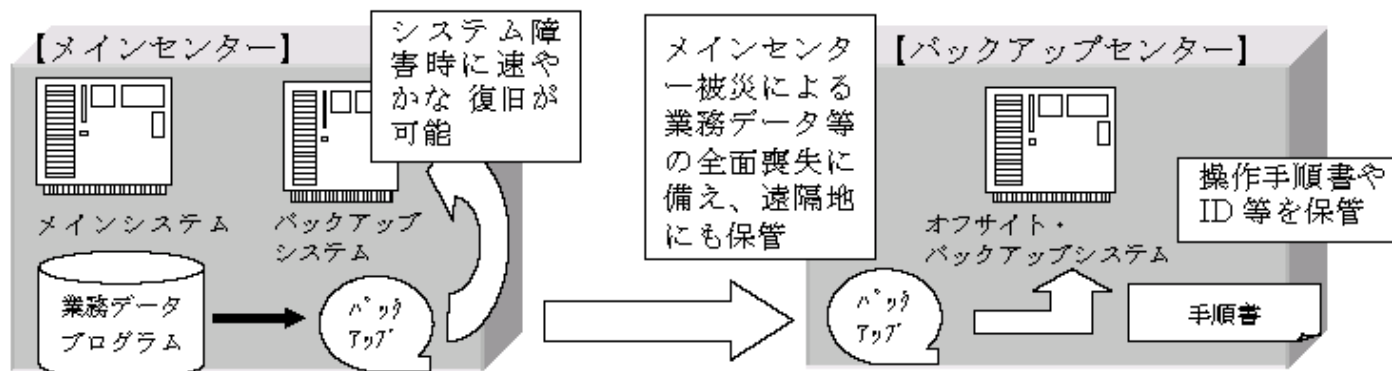 【メインセンター】
システム障
害時に速や
かな 復旧が
可能
メインシステム
バックアップ
システム
業務データ
プログラム
バック
アップ
メインセンタ
ー被災による
業務データ等
の全面喪失に
備え、遠隔地
にも保管
【バックアップセンター】
オフサイト・
バックアップシステム
操作手順書や
ID 等を保管
バック
アップ
手順書